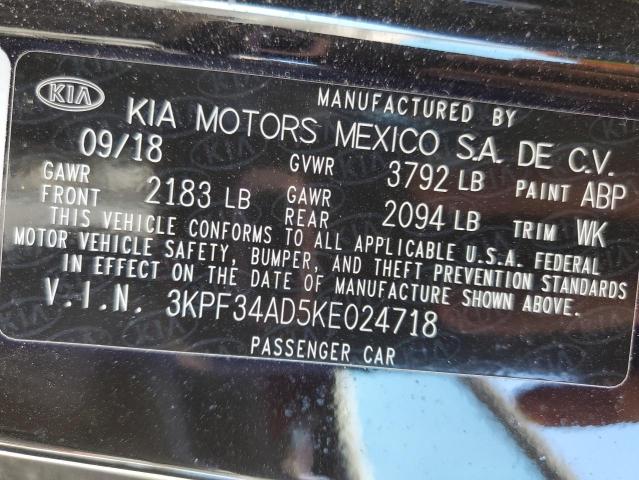 KIA
MANUFACTURED BY
KIA MOTORS MEXICO S.A. DE C.V.
09/18 GVWR 3792 LB PAINT ABP
GAWR FRONT 2183 LB GAWR REAR 2094 LB TRIM WK
THIS VEHICLE CONFORMS TO ALL APPLICABLE U.S.A. FEDERAL
MOTOR VEHICLE SAFETY, BUMPER, AND THEFT PREVENTION STANDARDS
IN EFFECT ON THE DATE OF MANUFACTURE SHOWN ABOVE.
V.I.N. 3KPF34AD5KE024718
PASSENGER CAR